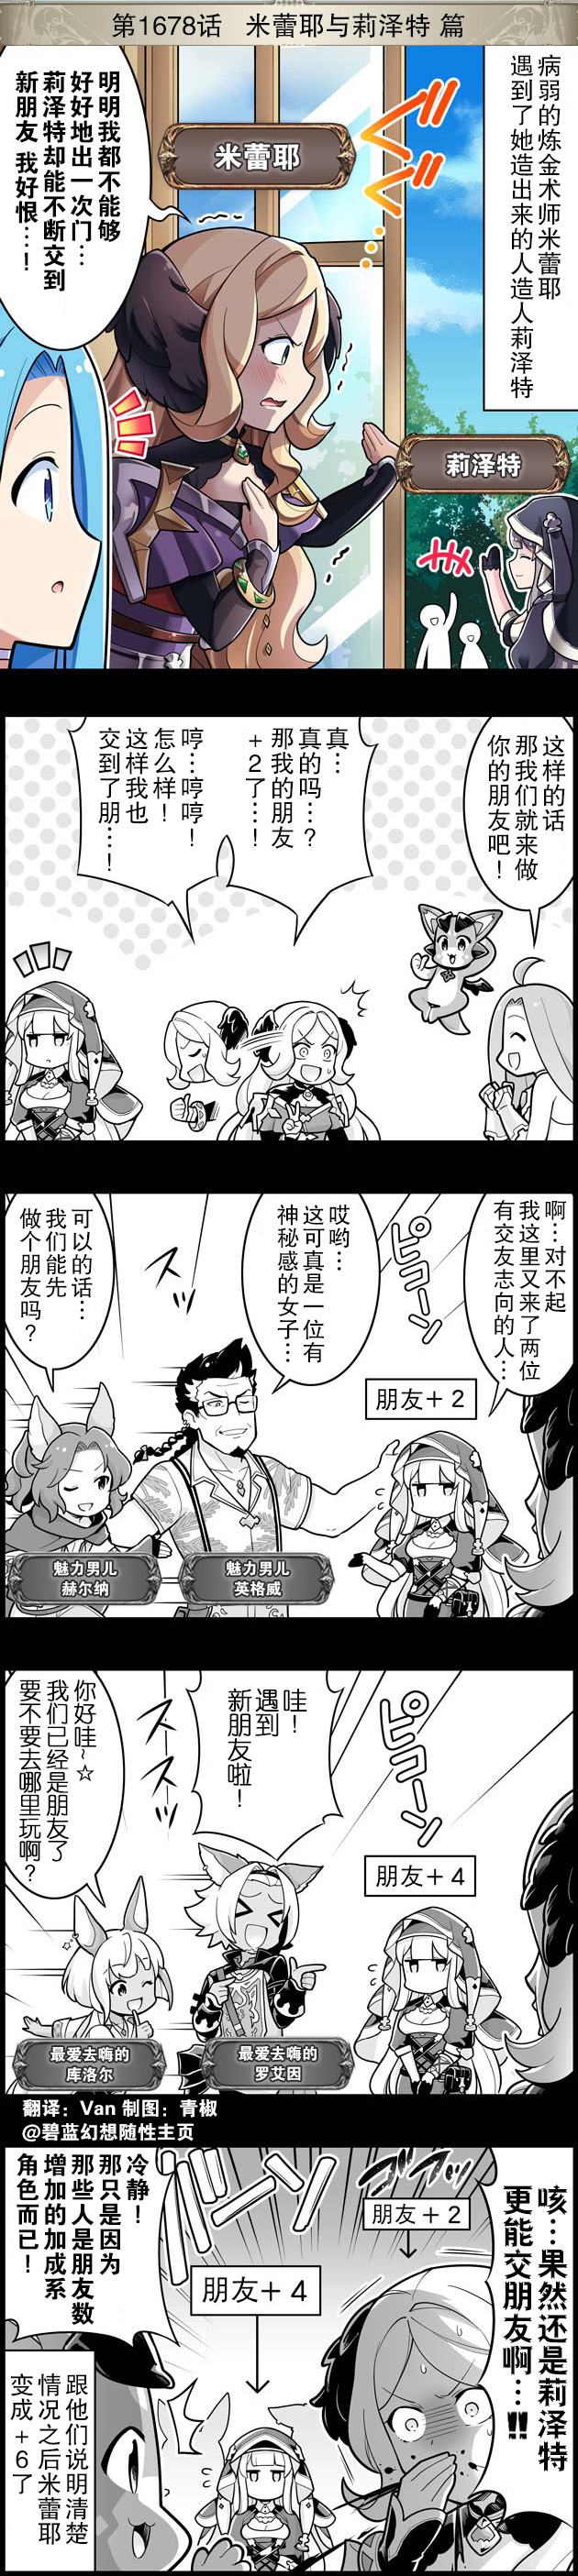 第1678话　米蕾耶与莉泽特 篇
病弱的炼金术师米蕾耶
遇到了她造出来的人造人莉泽特
米蕾耶
明明我都不能够
好好地出一次门…
莉泽特却能不断交到
新朋友 我好恨…！
莉泽特
这样的话
那我们就来做
你的朋友吧！
真…
真的吗…？
那我的朋友
+2了…！
哼…哼哼！
怎么样！
这样我也
交到了朋…！
啊…对不起
我这里又来了两位
有交友志向的人…
ピコーン
朋友+2
哎哟…
这可真是一位有
神秘感的女子…
スッ
可以的话…
我们能先
做个朋友吗？
魅力男儿
英格威
魅力男儿
赫尔纳
ピコーン
朋友+4
哇！
遇到
新朋友啦！
スースーッ
你好哇~☆
我们已经是朋友了
要不要去哪里玩啊？
最爱去嗨的
罗艾因
最爱去嗨的
库洛尔
翻译：Van 制图：青椒
@碧蓝幻想随性主页
咳…果然还是莉泽特
更能交朋友啊…!!
朋友+2
朋友+4
冷静！
那只是因为
那些人是朋友数
增加的加成系
角色而已！
跟他们说明清楚
情况之后米蕾耶
变成+6了